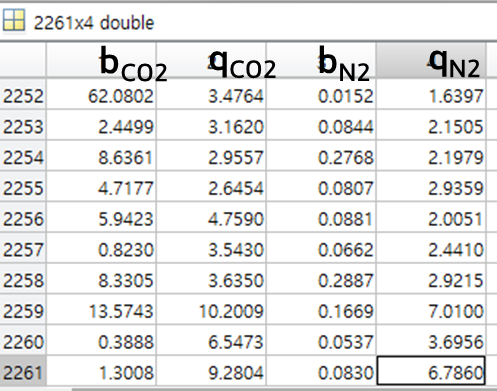 2261x4 double
bCO2 qCO2 bN2 qN2
2252 62.0802 3.4764 0.0152 1.6397
2253 2.4499 3.1620 0.0844 2.1505
2254 8.6361 2.9557 0.2768 2.1979
2255 4.7177 2.6454 0.0807 2.9359
2256 5.9423 4.7590 0.0881 2.0051
2257 0.8230 3.5430 0.0662 2.4410
2258 8.3305 3.6350 0.2887 2.9215
2259 13.5743 10.2009 0.1669 7.0100
2260 0.3888 6.5473 0.0537 3.6956
2261 1.3008 9.2804 0.0830 6.7860